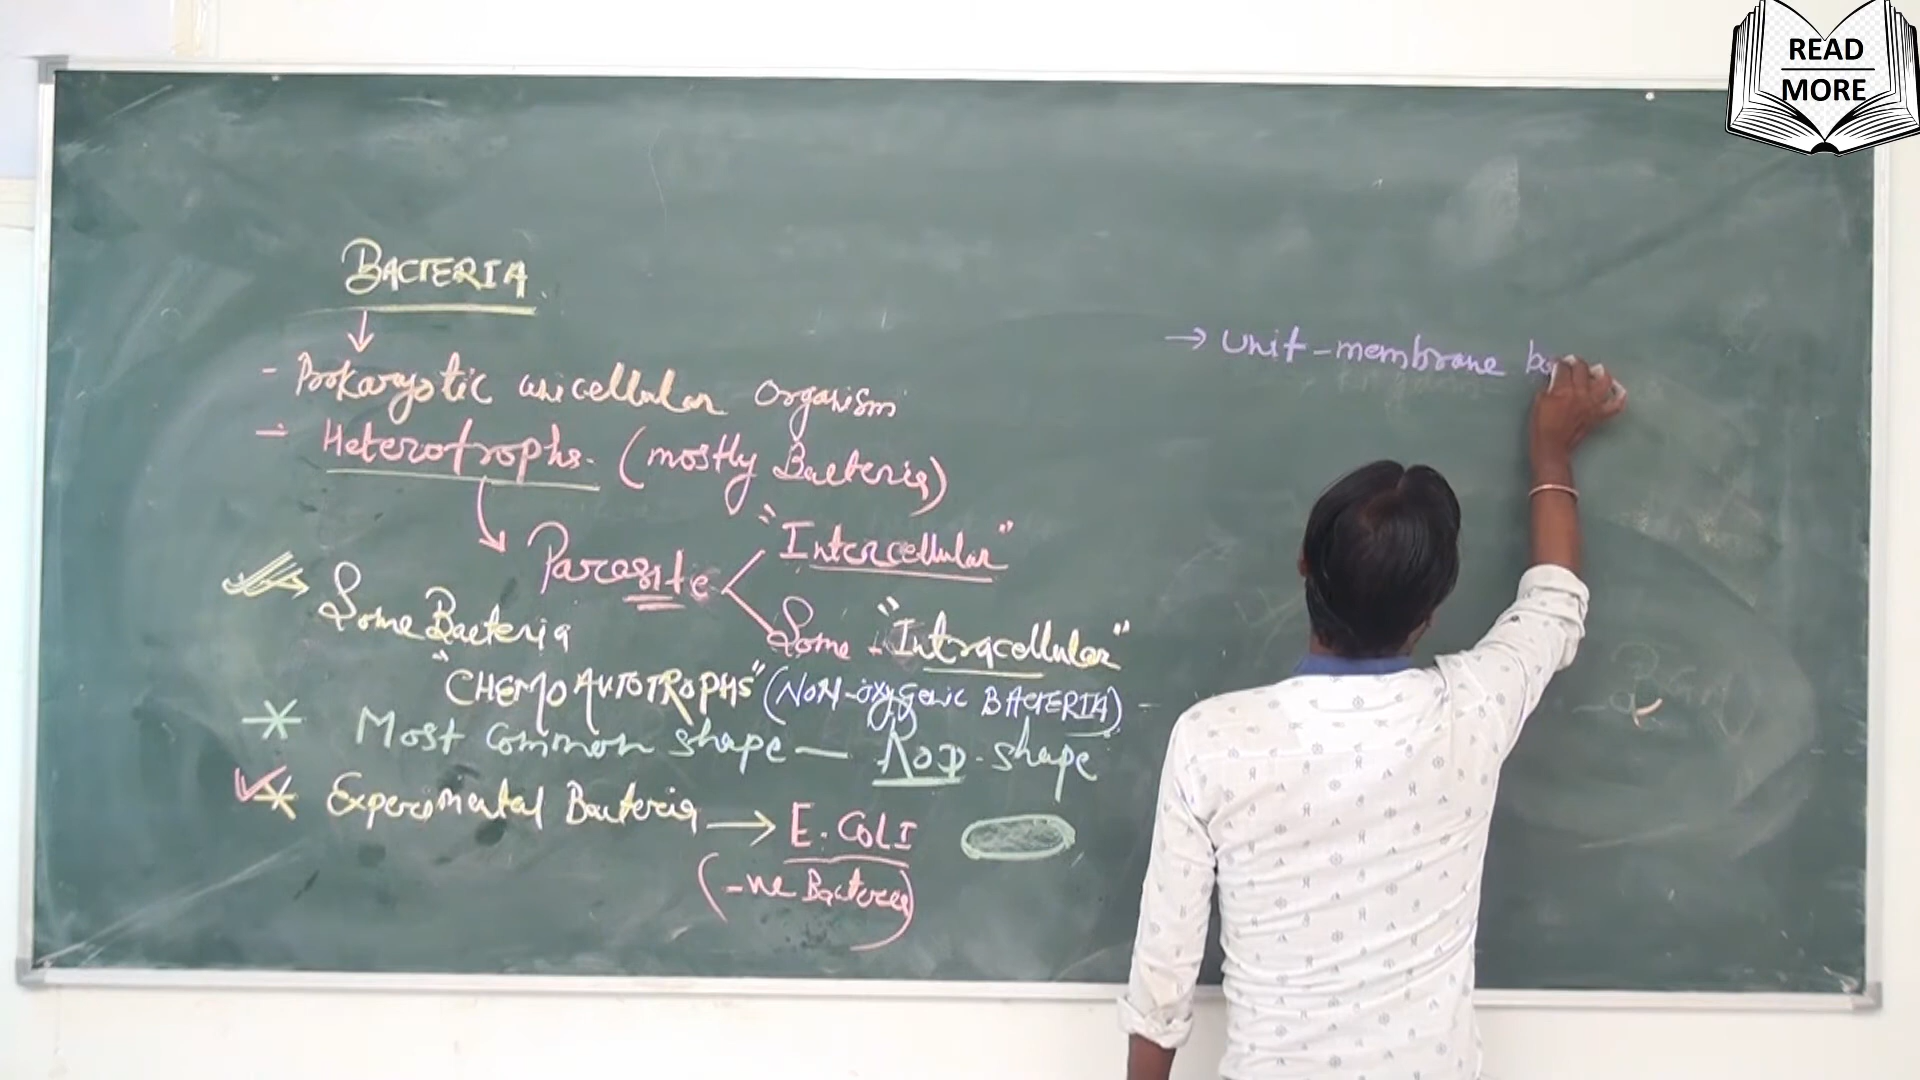 READ
MORE
BACTERIA
- Prokaryotic unicellular organism
- Heterotrophs. (mostly Bacteria)
Parasite
"Intercellular"
Some - "Intracellular"
Some Bacteria
"CHEMOAUTOTROPHS" (NON-oxygenic BACTERIA)
Most Common shape — ROD-shape
Experimental Bacteria → E. COLI
(-ve Bacteria)
→ Unit-membrane